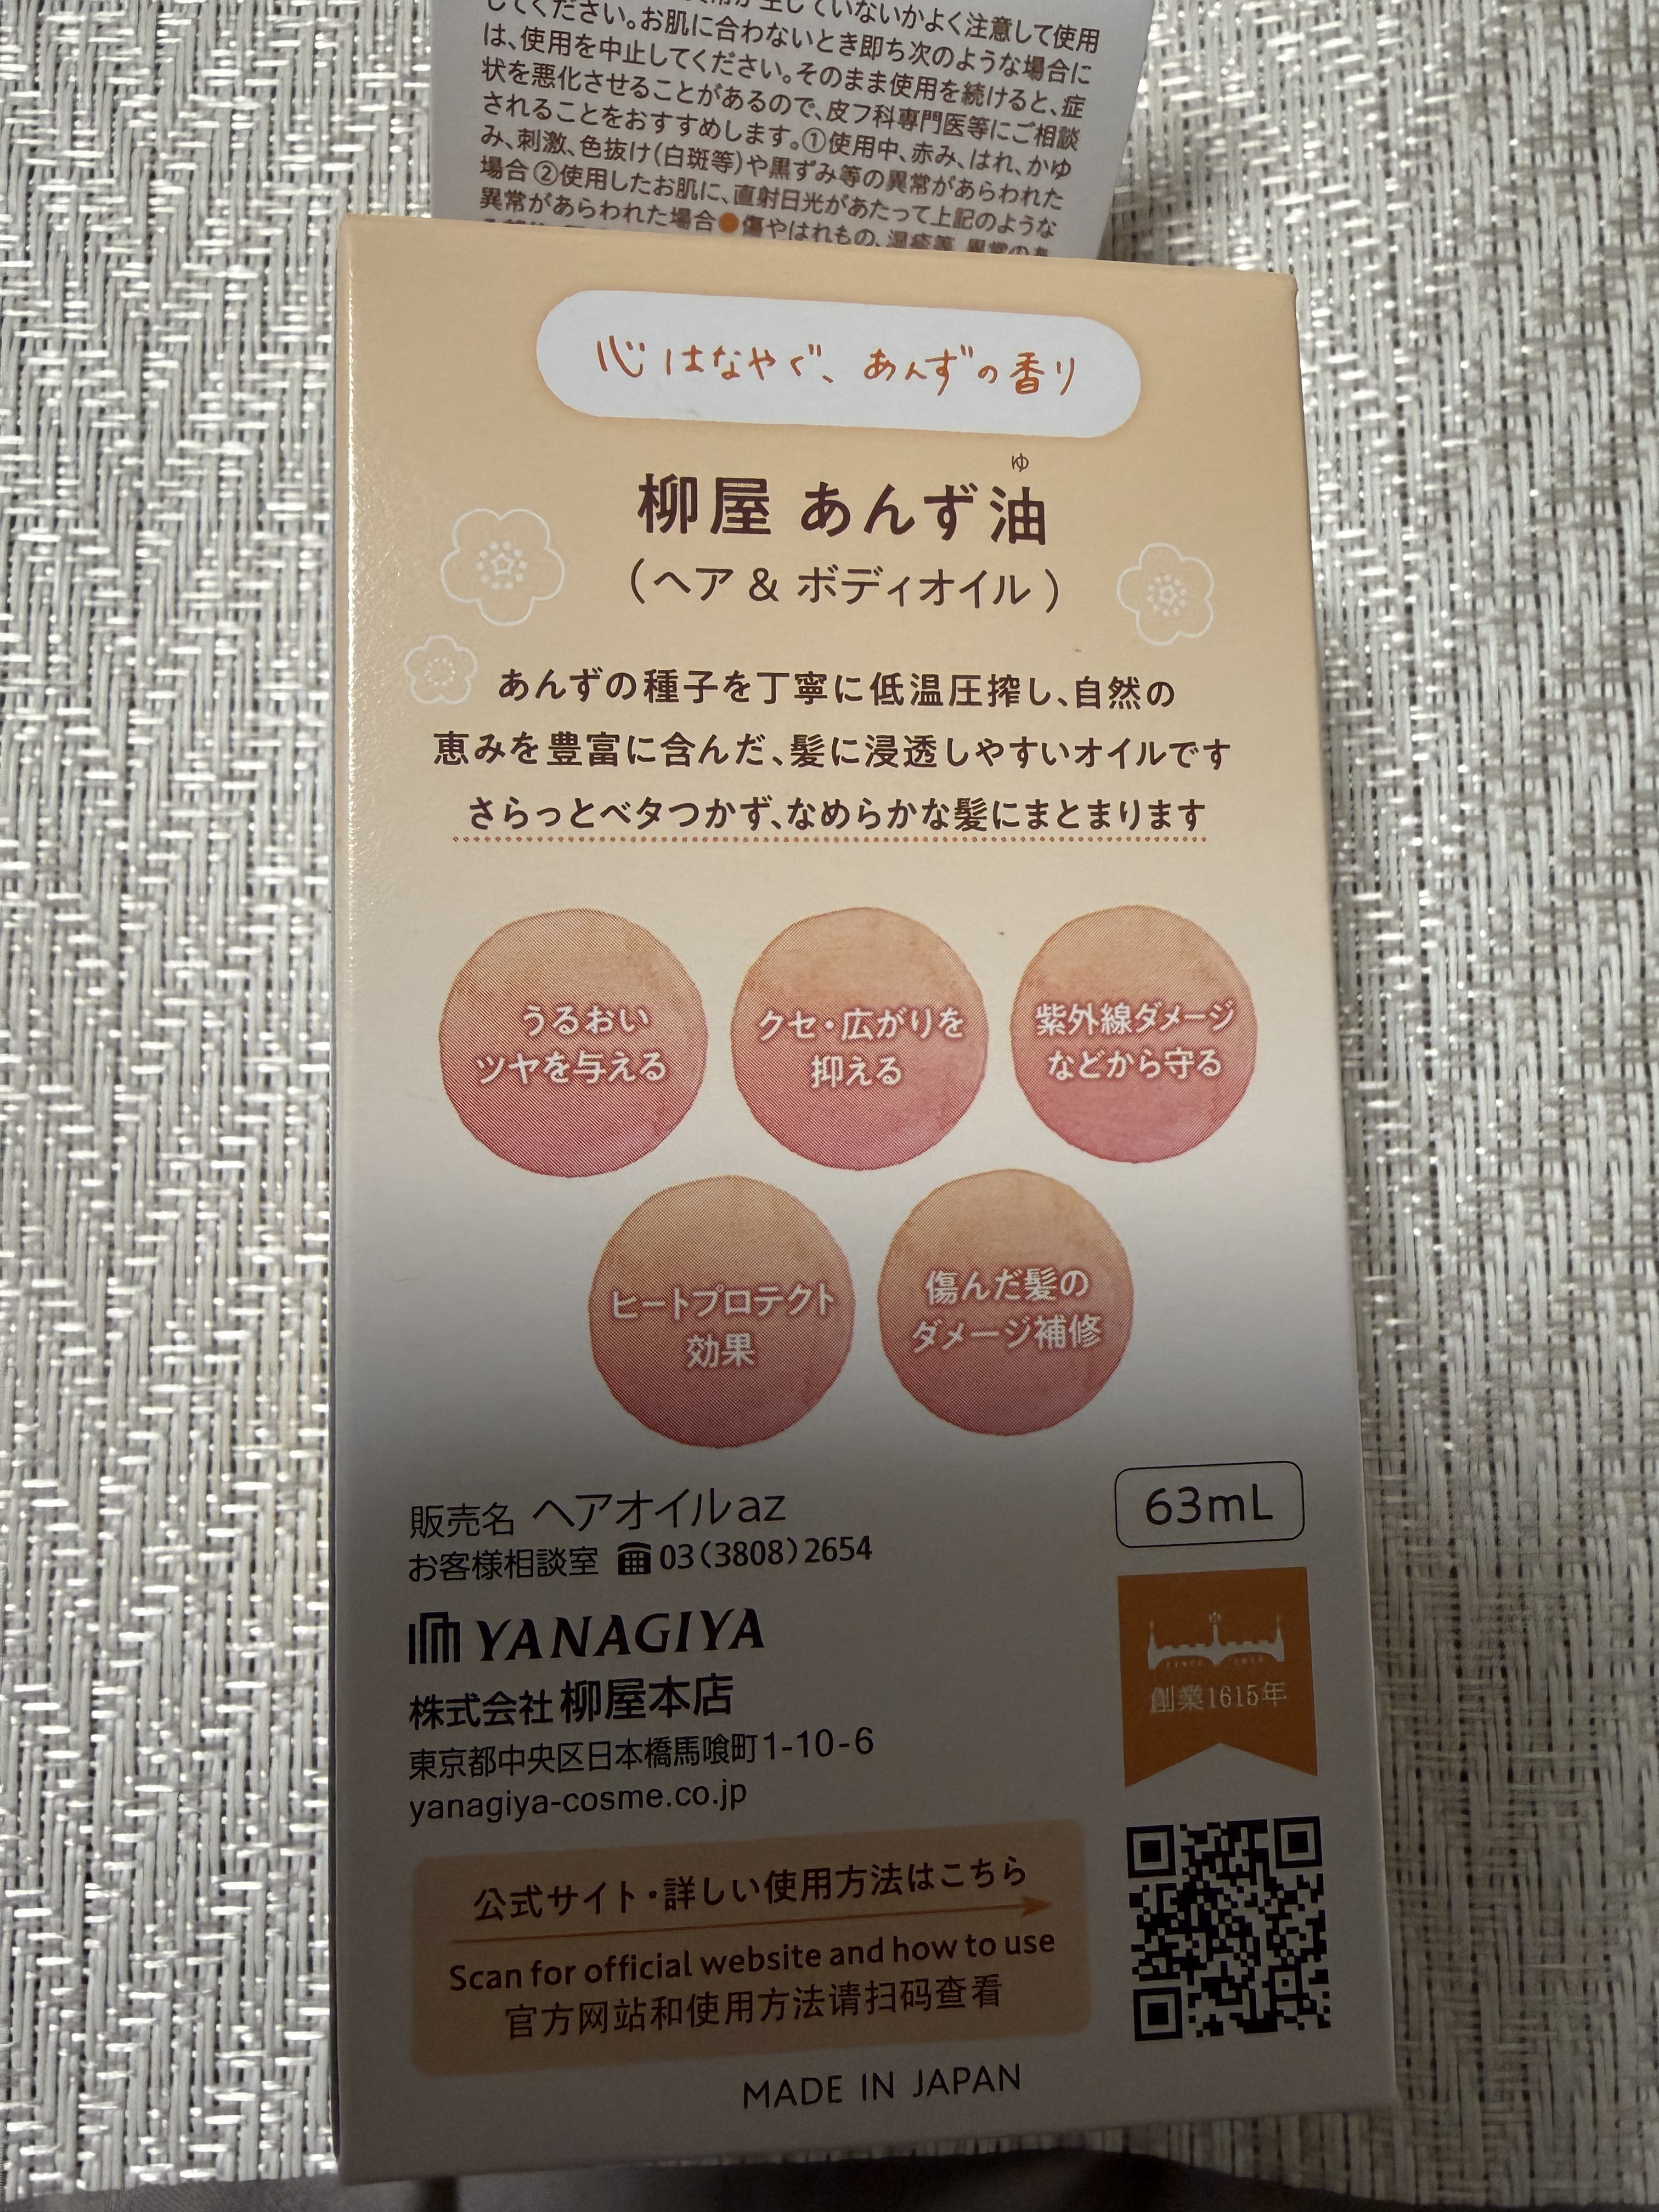 してください。お肌に合わないとき即ち次のような場合に
は、使用を中止してください。そのまま使用を続けると、症
状を悪化させることがあるので、皮フ科専門医等にご相談
されることをおすすめします。①使用中、赤み、はれ、かゆ
み、刺激、色抜け(白斑等)や黒ずみ等の異常があらわれた
場合②使用したお肌に、直射日光があたって上記のような
異常があらわれた場合●傷やはれもの、湿疹等、異常のあ
心はなやぐ、あんずの香り
ゆ
柳屋 あんず油
(ヘア & ボディオイル)
あんずの種子を丁寧に低温圧搾し、自然の
恵みを豊富に含んだ、髪に浸透しやすいオイルです
さらっとベタつかず、なめらかな髪にまとまります
うるおい
ツヤを与える
クセ・広がりを
抑える
紫外線ダメージ
などから守る
ヒートプロテクト
効果
傷んだ髪の
ダメージ補修
販売名 ヘアオイルaz
63mL
お客様相談室 ☎03(3808)2654
YANAGIYA
株式会社 柳屋本店
創業1615年
東京都中央区日本橋馬喰町1-10-6
yanagiya-cosme.co.jp
公式サイト・詳しい使用方法はこちら
Scan for official website and how to use
官方网站和使用方法请扫码查看
MADE IN JAPAN